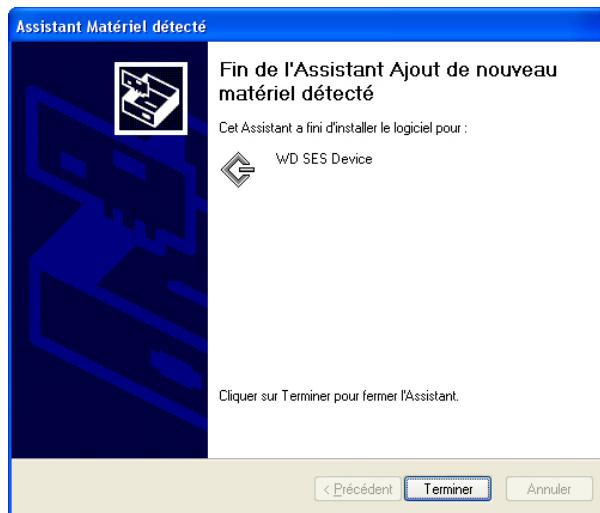 Assistant Matériel détecté
Fin de l'Assistant Ajout de nouveau
matériel détecté
Cet Assistant a fini d'installer le logiciel pour :
WD SES Device
Cliquer sur Terminer pour fermer l'Assistant.
< Précédent
Terminer
Annuler